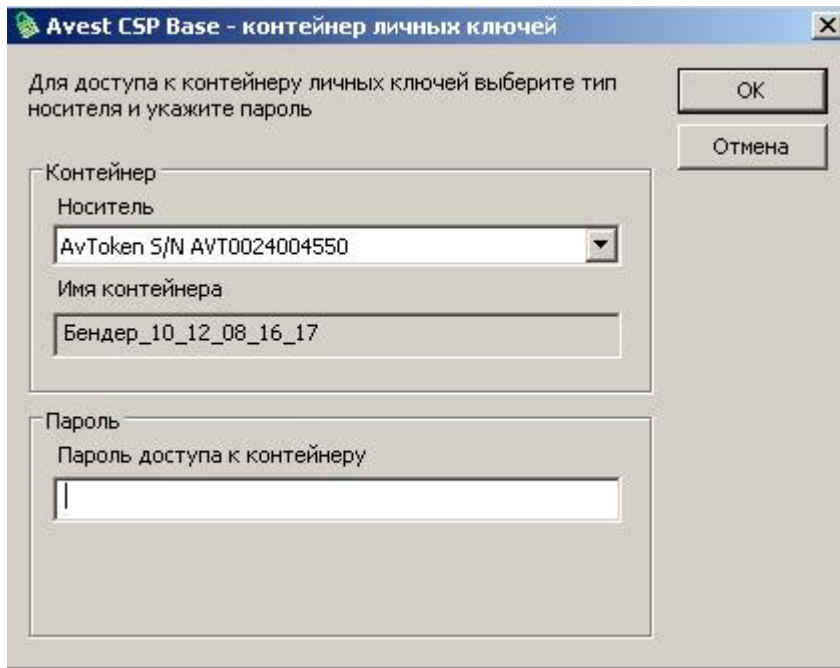 Avest CSP Base - контейнер личных ключей
Для доступа к контейнеру личных ключей выберите тип
носителя и укажите пароль
OK
Отмена
Контейнер
Носитель
AvToken S/N AVT0024004550
Имя контейнера
Бендер_10_12_08_16_17
Пароль
Пароль доступа к контейнеру